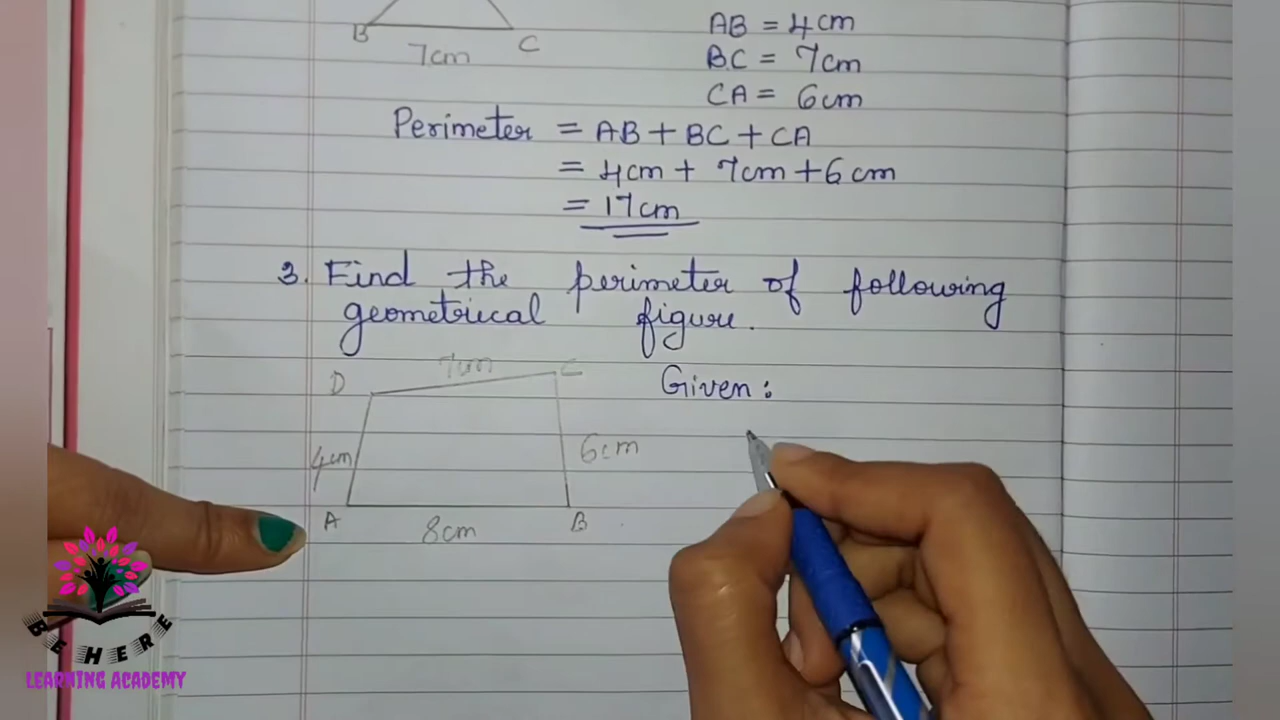 B
7cm
C
AB = 4cm
BC = 7cm
CA = 6cm
Perimeter = AB + BC + CA
= 4cm + 7cm + 6cm
= 17cm
3. Find the perimeter of following
geometrical figure.
D
7cm
C
Given :
4cm
6cm
A
8cm
B
BE HERE
LEARNING ACADEMY